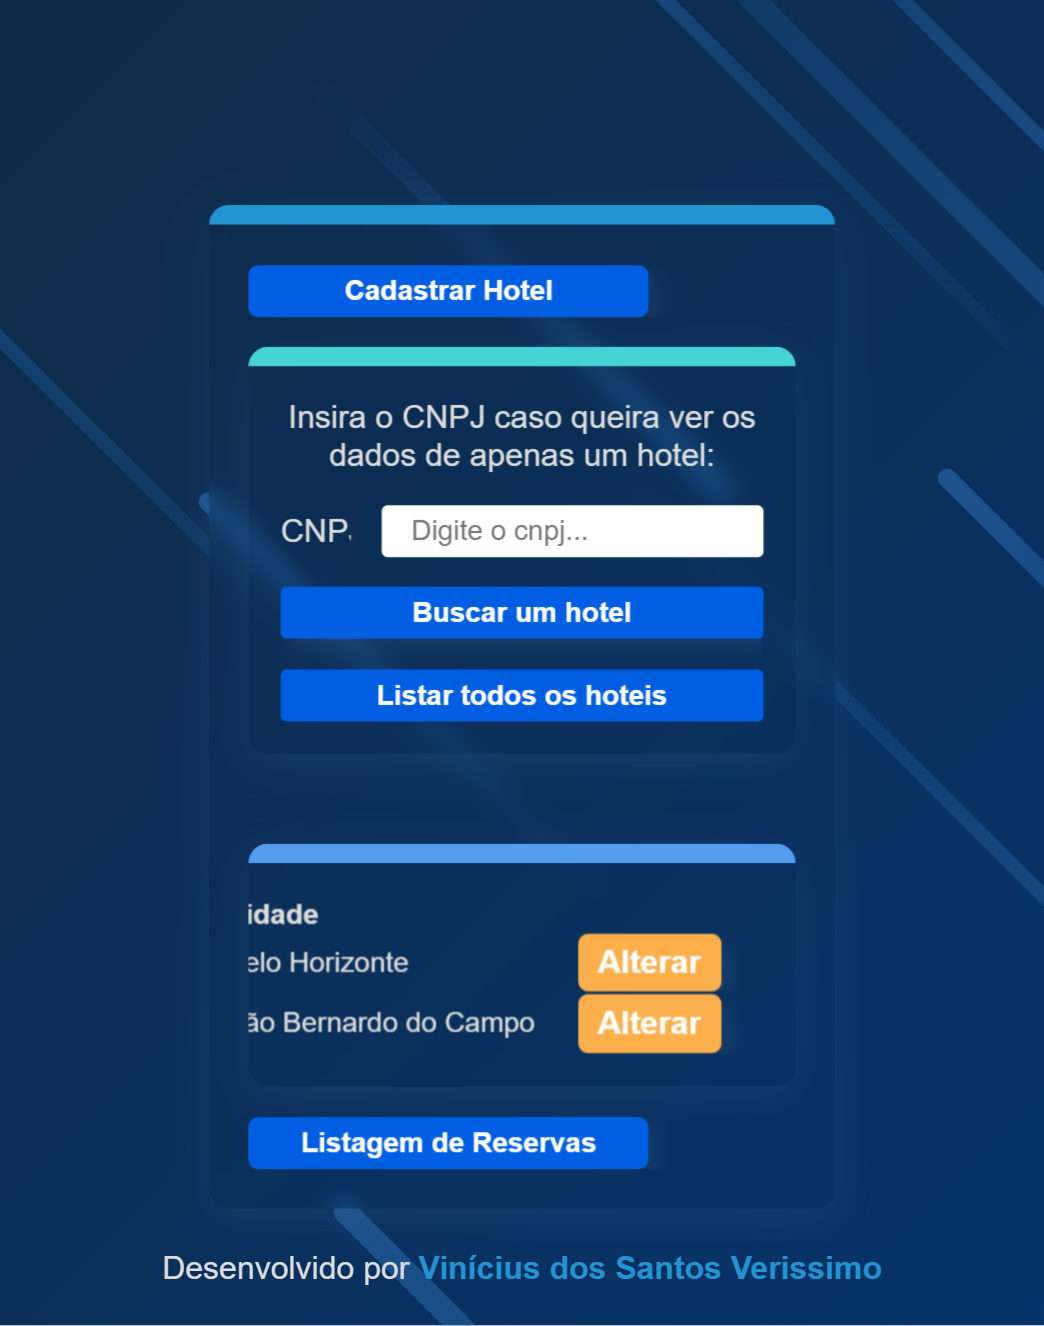 Cadastrar Hotel
Insira o CNPJ caso queira ver os
dados de apenas um hotel:
CNPJ
Digite o cnpj...
Buscar um hotel
Listar todos os hoteis
idade
elo Horizonte Alterar
ão Bernardo do Campo Alterar
Listagem de Reservas
Desenvolvido por Vinícius dos Santos Verissimo